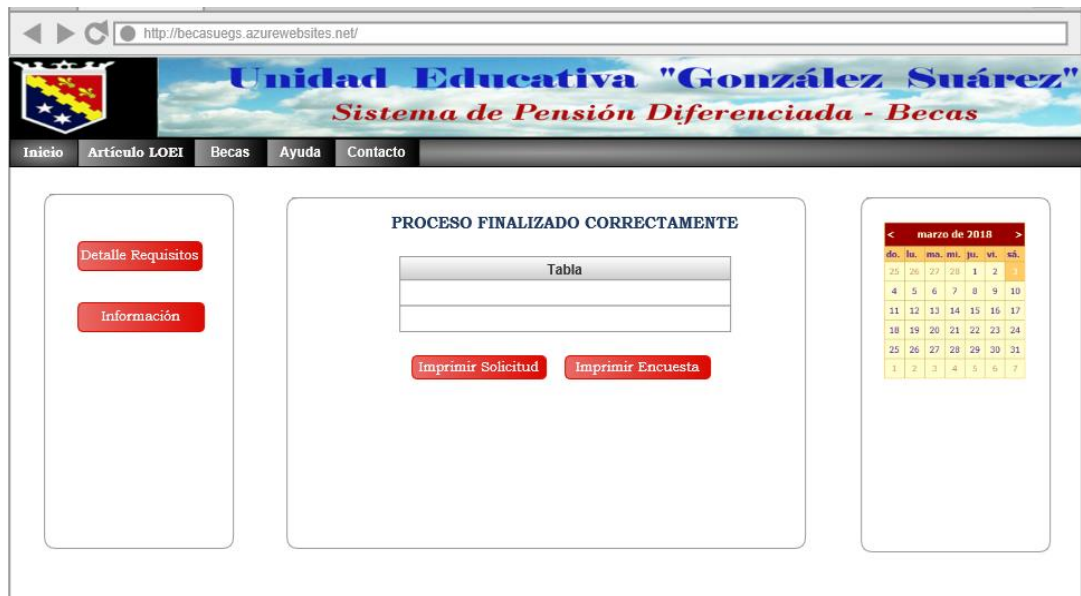 http://becasuegs.azurewebsites.net/
Unidad Educativa "González Suárez"
Sistema de Pensión Diferenciada - Becas
Inicio Artículo LOEI Becas Ayuda Contacto
Detalle Requisitos
Información
PROCESO FINALIZADO CORRECTAMENTE
Tabla
Imprimir Solicitud Imprimir Encuesta
< marzo de 2018 >
do. lu. ma. mi. ju. vi. sá.
25 26 27 28 1 2 3
4 5 6 7 8 9 10
11 12 13 14 15 16 17
18 19 20 21 22 23 24
25 26 27 28 29 30 31
1 2 3 4 5 6 7